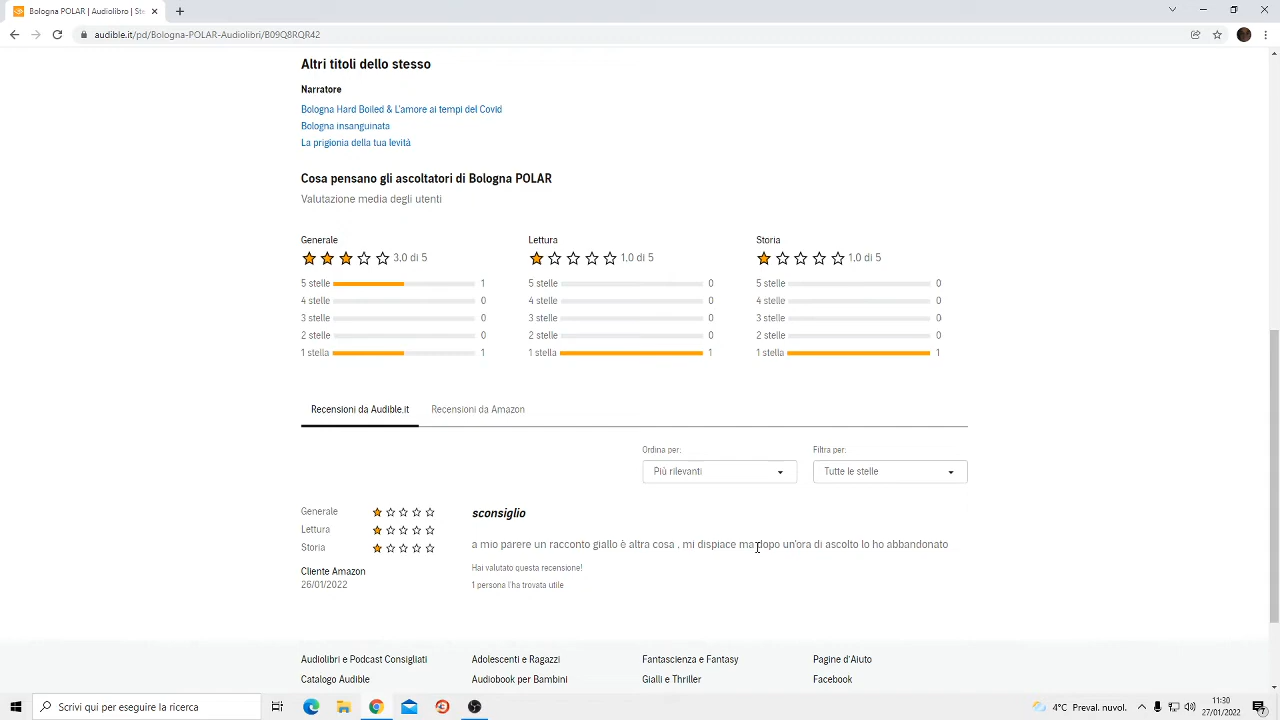 Bologna POLAR | Audiolibro | Ste
audible.it/pd/Bologna-POLAR-Audiolibri/B09Q8RQR42
Altri titoli dello stesso
Narratore
Bologna Hard Boiled & L'amore ai tempi del Covid
Bologna insanguinata
La prigionia della tua levità
Cosa pensano gli ascoltatori di Bologna POLAR
Valutazione media degli utenti
Generale
3,0 di 5
5 stelle 1
4 stelle 0
3 stelle 0
2 stelle 0
1 stella 1
Lettura
1,0 di 5
5 stelle 0
4 stelle 0
3 stelle 0
2 stelle 0
1 stella 1
Storia
1,0 di 5
5 stelle 0
4 stelle 0
3 stelle 0
2 stelle 0
1 stella 1
Recensioni da Audible.it Recensioni da Amazon
Ordina per: Filtra per:
Più rilevanti Tutte le stelle
Generale
Lettura
Storia
Cliente Amazon
26/01/2022
sconsiglio
a mio parere un racconto giallo è altra cosa . mi dispiace ma dopo un'ora di ascolto lo ho abbandonato
Hai valutato questa recensione!
1 persona l'ha trovata utile
Audiolibri e Podcast Consigliati Adolescenti e Ragazzi Fantascienza e Fantasy Pagine d'Aiuto
Catalogo Audible Audiobook per Bambini Gialli e Thriller Facebook
Scrivi qui per eseguire la ricerca
4°C Preval. nuvol.
11:30
27/01/2022